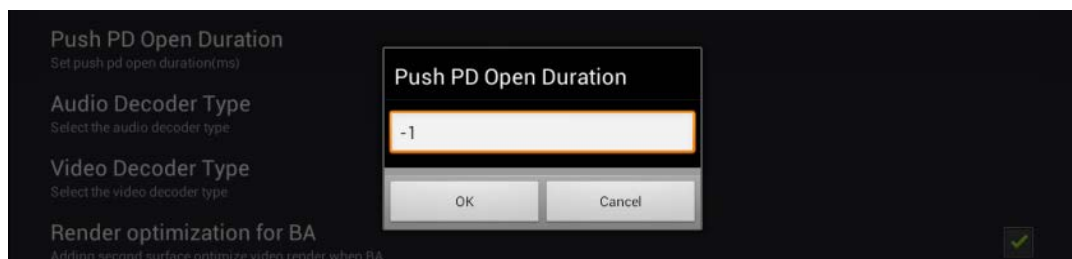 Push PD Open Duration
Set push pd open duration(ms)
Audio Decoder Type
Select the audio decoder type
Video Decoder Type
Select the video decoder type
Render optimization for BA
Adding second surface optimize video render when BA
Push PD Open Duration
-1
OK
Cancel